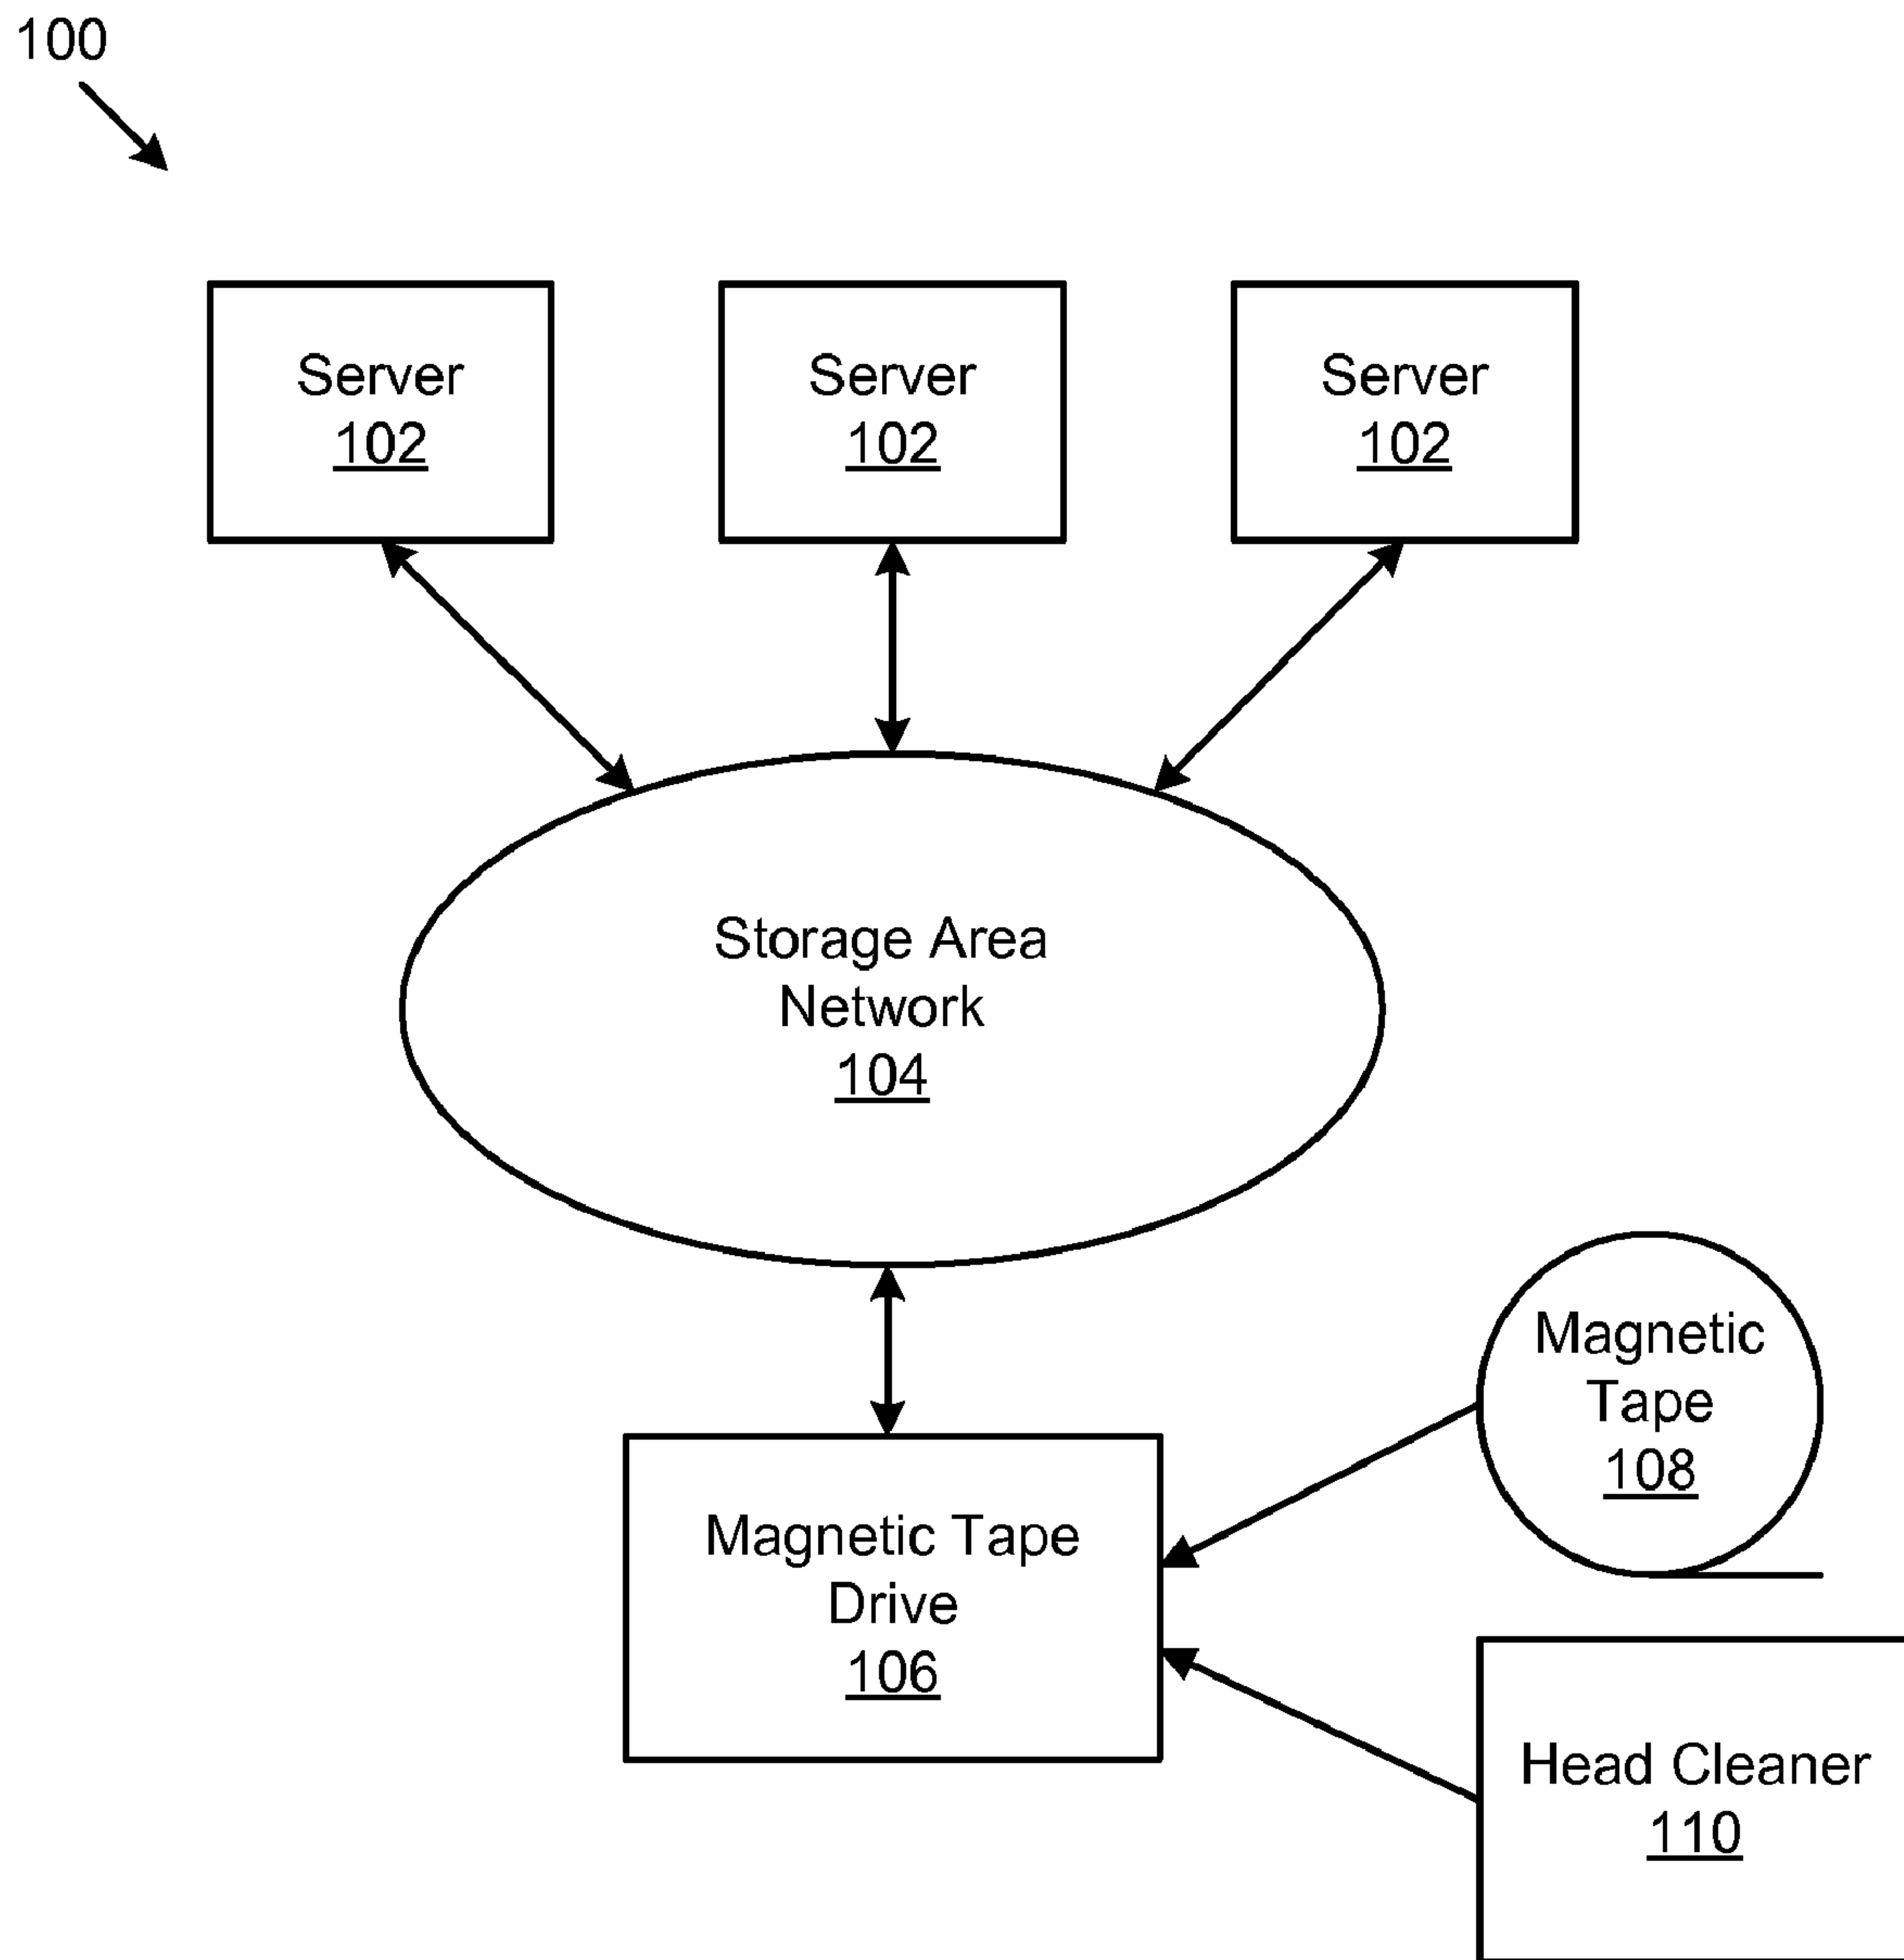 100
Server
102
Server
102
Server
102
Storage Area
Network
104
Magnetic
Tape
108
Magnetic Tape
Drive
106
Head Cleaner
110